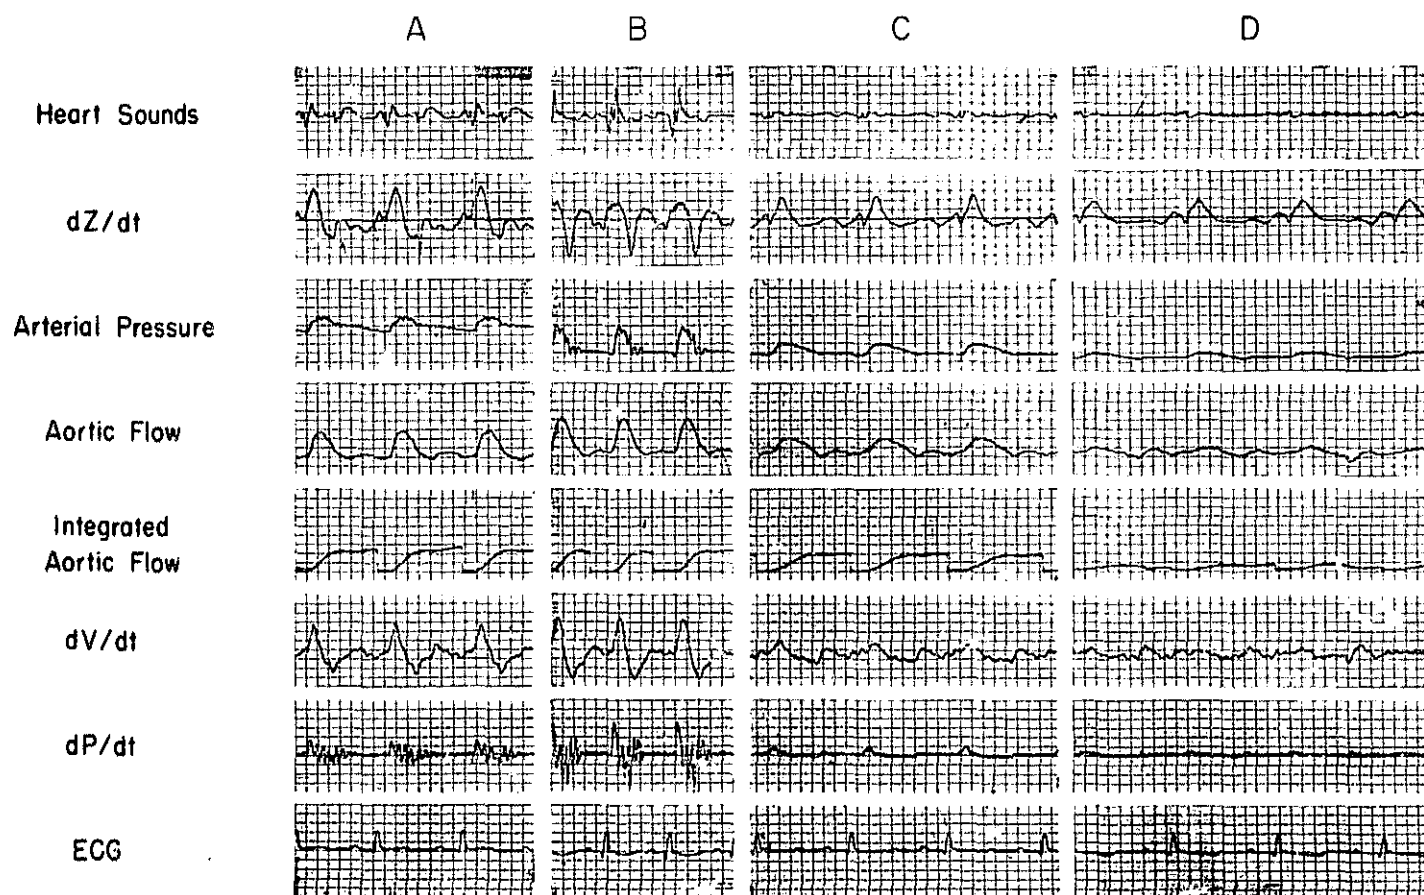 A B C D
Heart Sounds
dZ/dt
Arterial Pressure
Aortic Flow
Integrated
Aortic Flow
dV/dt
dP/dt
ECG